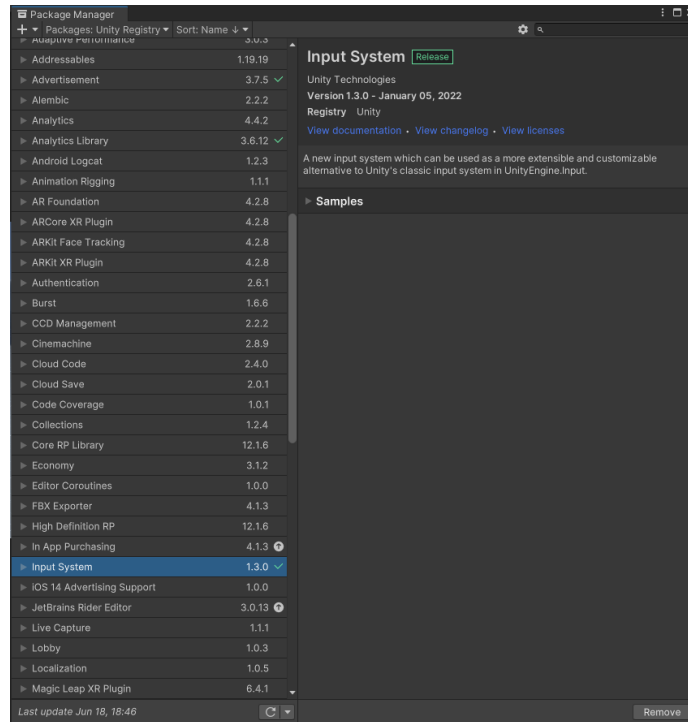 Package Manager
Packages: Unity Registry Sort: Name ↓
Adaptive Performance 3.0.3
Addressables 1.19.19
Advertisement 3.7.5
Alembic 2.2.2
Analytics 4.4.2
Analytics Library 3.6.12
Android Logcat 1.2.3
Animation Rigging 1.1.1
AR Foundation 4.2.8
ARCore XR Plugin 4.2.8
ARKit Face Tracking 4.2.8
ARKit XR Plugin 4.2.8
Authentication 2.6.1
Burst 1.6.6
CCD Management 2.2.2
Cinemachine 2.8.9
Cloud Code 2.4.0
Cloud Save 2.0.1
Code Coverage 1.0.1
Collections 1.2.4
Core RP Library 12.1.6
Economy 3.1.2
Editor Coroutines 1.0.0
FBX Exporter 4.1.3
High Definition RP 12.1.6
In App Purchasing 4.1.3
Input System 1.3.0
iOS 14 Advertising Support 1.0.0
JetBrains Rider Editor 3.0.13
Live Capture 1.1.1
Lobby 1.0.3
Localization 1.0.5
Magic Leap XR Plugin 6.4.1
Last update Jun 18, 18:46
Input System Release
Unity Technologies
Version 1.3.0 - January 05, 2022
Registry Unity
View documentation • View changelog • View licenses
A new input system which can be used as a more extensible and customizable
alternative to Unity's classic input system in UnityEngine.Input.
Samples
Remove